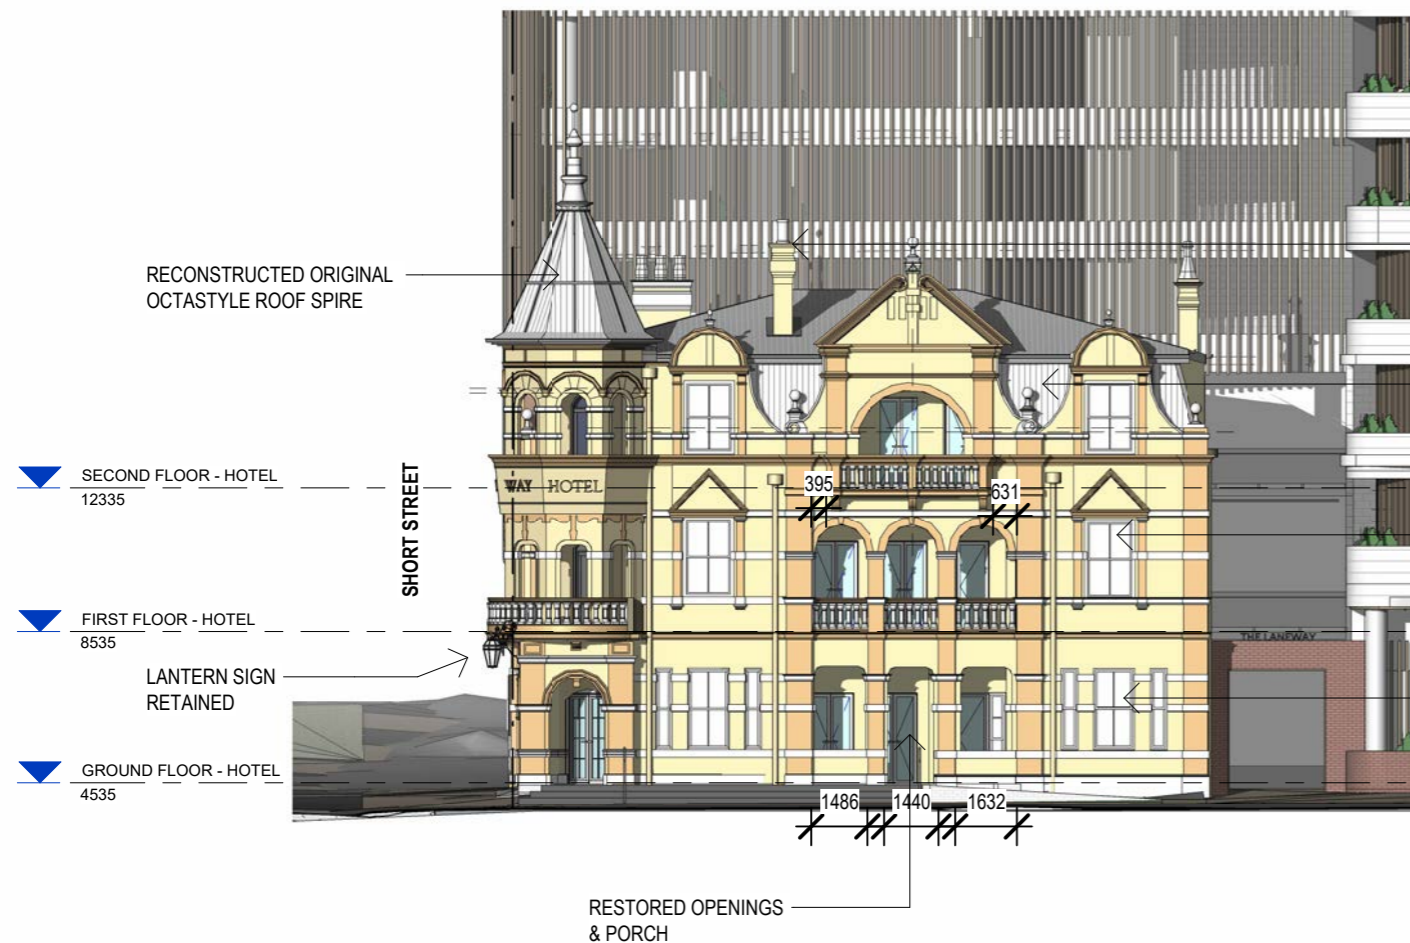 RECONSTRUCTED ORIGINAL
OCTASTYLE ROOF SPIRE
SECOND FLOOR - HOTEL
12335
SHORT STREET
WAY HOTEL
395
631
FIRST FLOOR - HOTEL
8535
THE LANEWAY
LANTERN SIGN
RETAINED
GROUND FLOOR - HOTEL
4535
1486
1440
1632
RESTORED OPENINGS
& PORCH